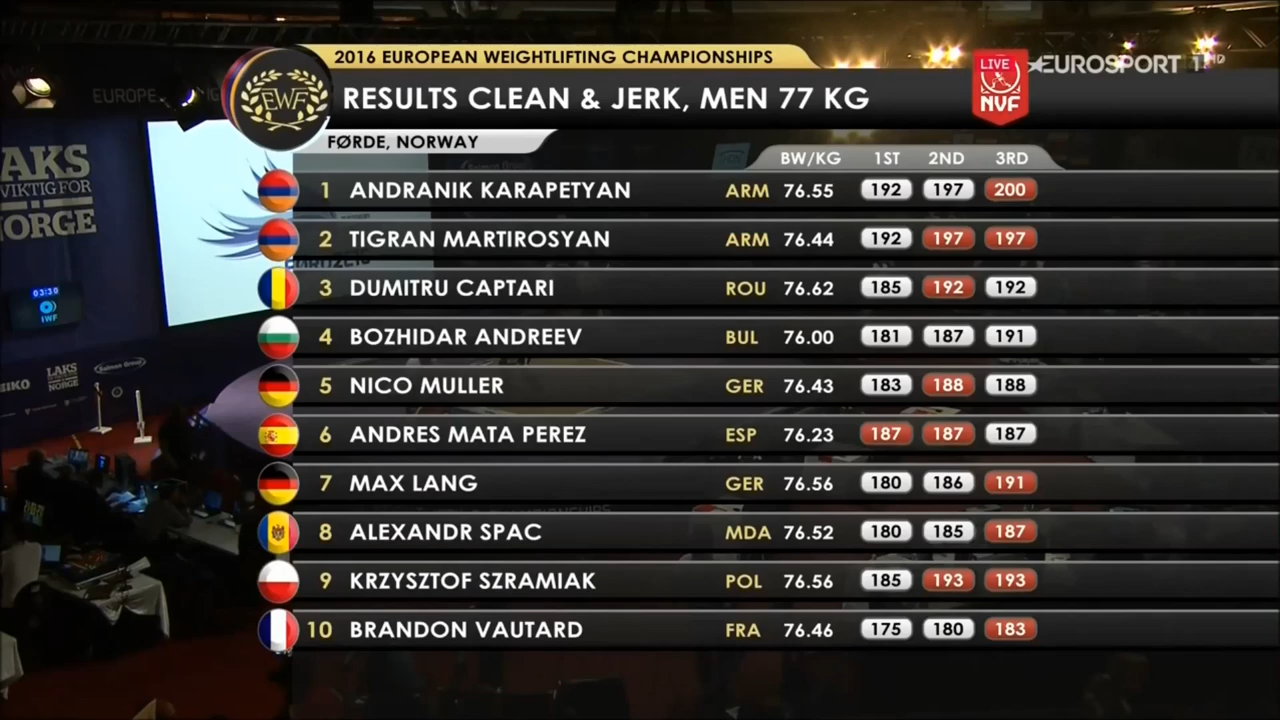 2016 EUROPEAN WEIGHTLIFTING CHAMPIONSHIPS
EWF
RESULTS CLEAN & JERK, MEN 77 KG
LIVE
NVF
EUROSPORT 1
FØRDE, NORWAY
BW/KG 1ST 2ND 3RD
1 ANDRANIK KARAPETYAN ARM 76.55 192 197 200
2 TIGRAN MARTIROSYAN ARM 76.44 192 197 197
3 DUMITRU CAPTARI ROU 76.62 185 192 192
4 BOZHIDAR ANDREEV BUL 76.00 181 187 191
5 NICO MULLER GER 76.43 183 188 188
6 ANDRES MATA PEREZ ESP 76.23 187 187 187
7 MAX LANG GER 76.56 180 186 191
8 ALEXANDR SPAC MDA 76.52 180 185 187
9 KRZYSZTOF SZRAMIAK POL 76.56 185 193 193
10 BRANDON VAUTARD FRA 76.46 175 180 183
LAKS
VIKTIG FOR
NORGE
03:30
IWF
LAKS
NORGE